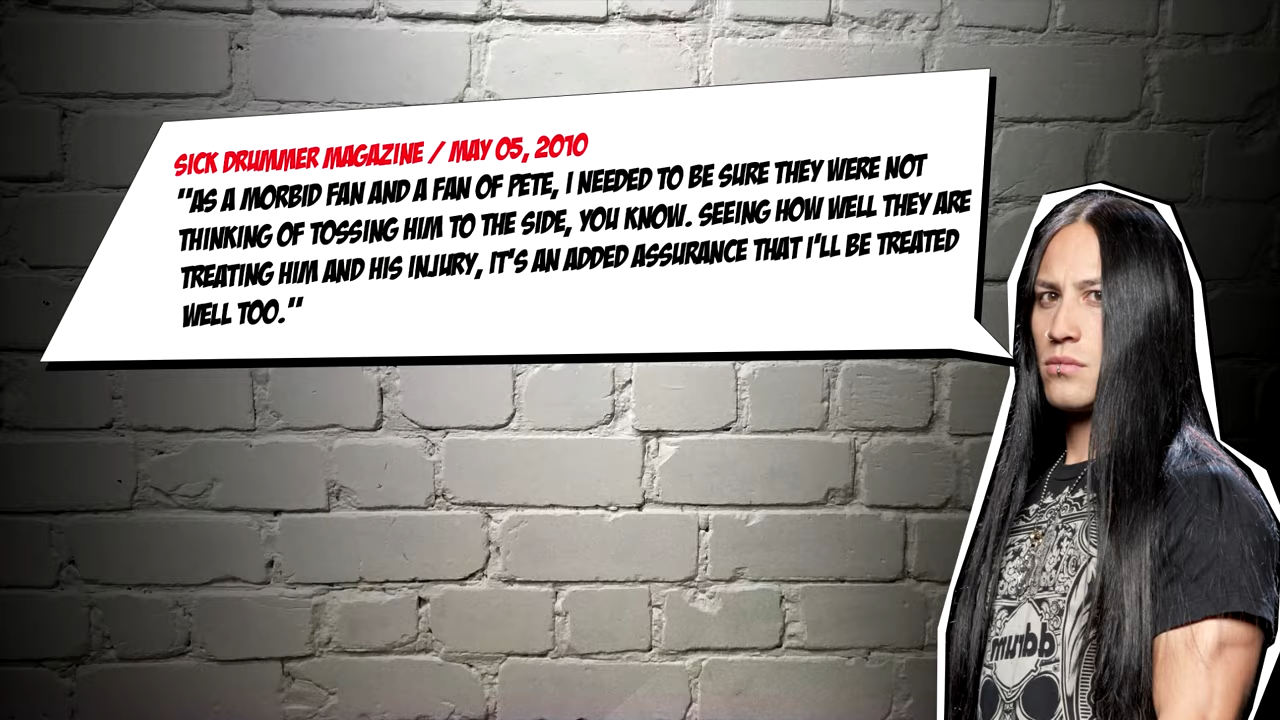 SICK DRUMMER MAGAZINE / MAY 05, 2010
"AS A MORBID FAN AND A FAN OF PETE, I NEEDED TO BE SURE THEY WERE NOT
THINKING OF TOSSING HIM TO THE SIDE, YOU KNOW. SEEING HOW WELL THEY ARE
TREATING HIM AND HIS INJURY, IT'S AN ADDED ASSURANCE THAT I'LL BE TREATED
WELL TOO."